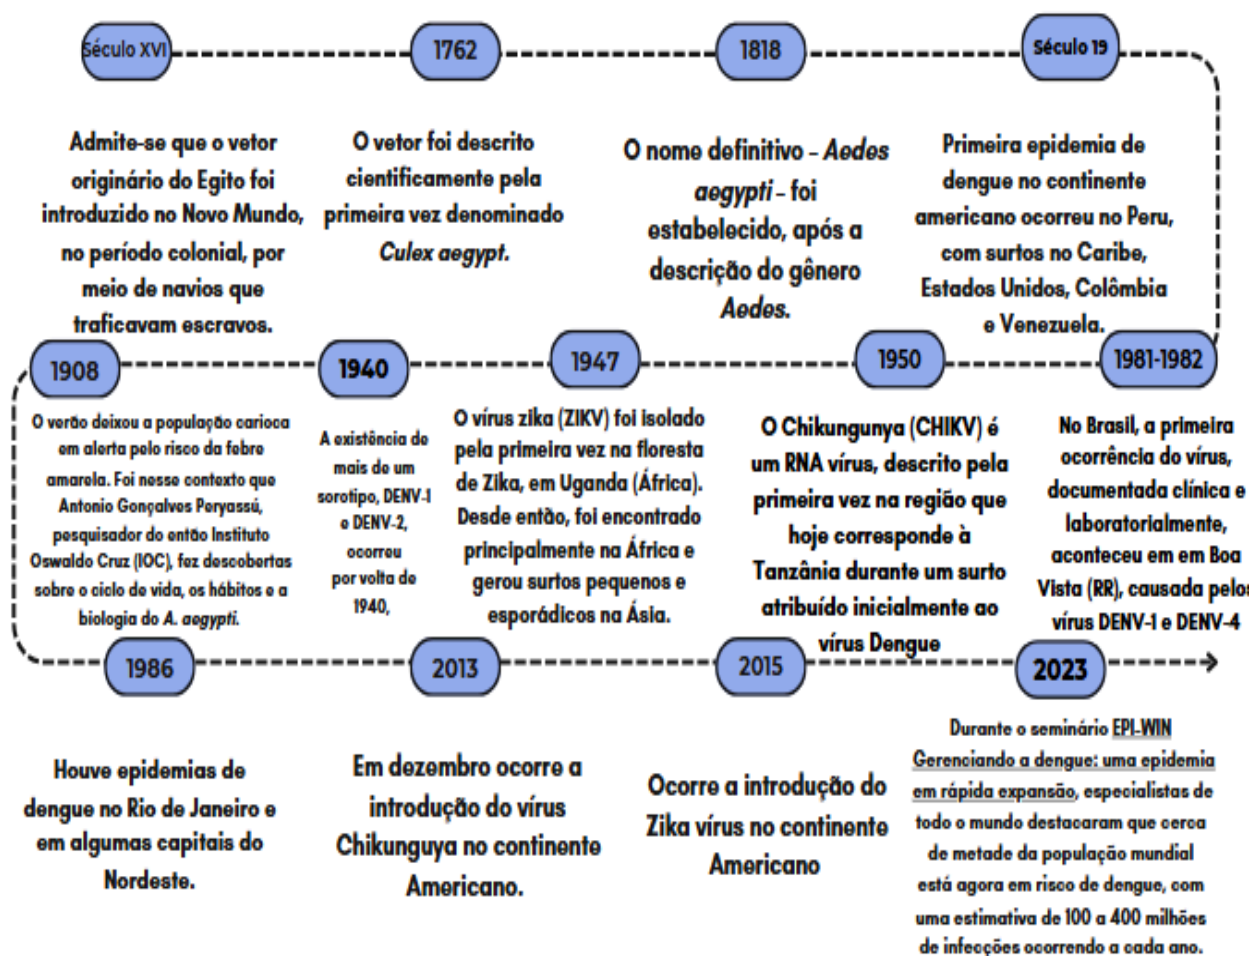 Século XVI
1762
1818
Século 19
Admite-se que o vetor
originário do Egito foi
introduzido no Novo Mundo,
no período colonial, por
meio de navios que
traficavam escravos.
O vetor foi descrito
cientificamente pela
primeira vez denominado
Culex aegypt.
O nome definitivo – Aedes
aegypti – foi
estabelecido, após a
descrição do gênero
Aedes.
Primeira epidemia de
dengue no continente
americano ocorreu no Peru,
com surtos no Caribe,
Estados Unidos, Colômbia
e Venezuela.
1908
1940
1947
1950
1981-1982
O verão deixou a população carioca
em alerta pelo risco da febre
amarela. Foi nesse contexto que
Antonio Gonçalves Peryassú,
pesquisador do então Instituto
Oswaldo Cruz (IOC), fez descobertas
sobre o ciclo de vida, os hábitos e a
biologia do A. aegypti.
A existência de
mais de um
sorotipo, DENV-1
e DENV-2,
ocorreu
por volta de
1940,
O vírus zika (ZIKV) foi isolado
pela primeira vez na floresta
de Zika, em Uganda (África).
Desde então, foi encontrado
principalmente na África e
gerou surtos pequenos e
esporádicos na Ásia.
O Chikungunya (CHIKV) é
um RNA vírus, descrito pela
primeira vez na região que
hoje corresponde à
Tanzânia durante um surto
atribuído inicialmente ao
vírus Dengue
No Brasil, a primeira
ocorrência do vírus,
documentada clínica e
laboratorialmente,
aconteceu em em Boa
Vista (RR), causada pelos
vírus DENV-1 e DENV-4
1986
2013
2015
2023
Houve epidemias de
dengue no Rio de Janeiro e
em algumas capitais do
Nordeste.
Em dezembro ocorre a
introdução do vírus
Chikunguya no continente
Americano.
Ocorre a introdução do
Zika vírus no continente
Americano
Durante o seminário EPI-WIN
Gerenciando a dengue: uma epidemia
em rápida expansão, especialistas de
todo o mundo destacaram que cerca
de metade da população mundial
está agora em risco de dengue, com
uma estimativa de 100 a 400 milhões
de infecções ocorrendo a cada ano.